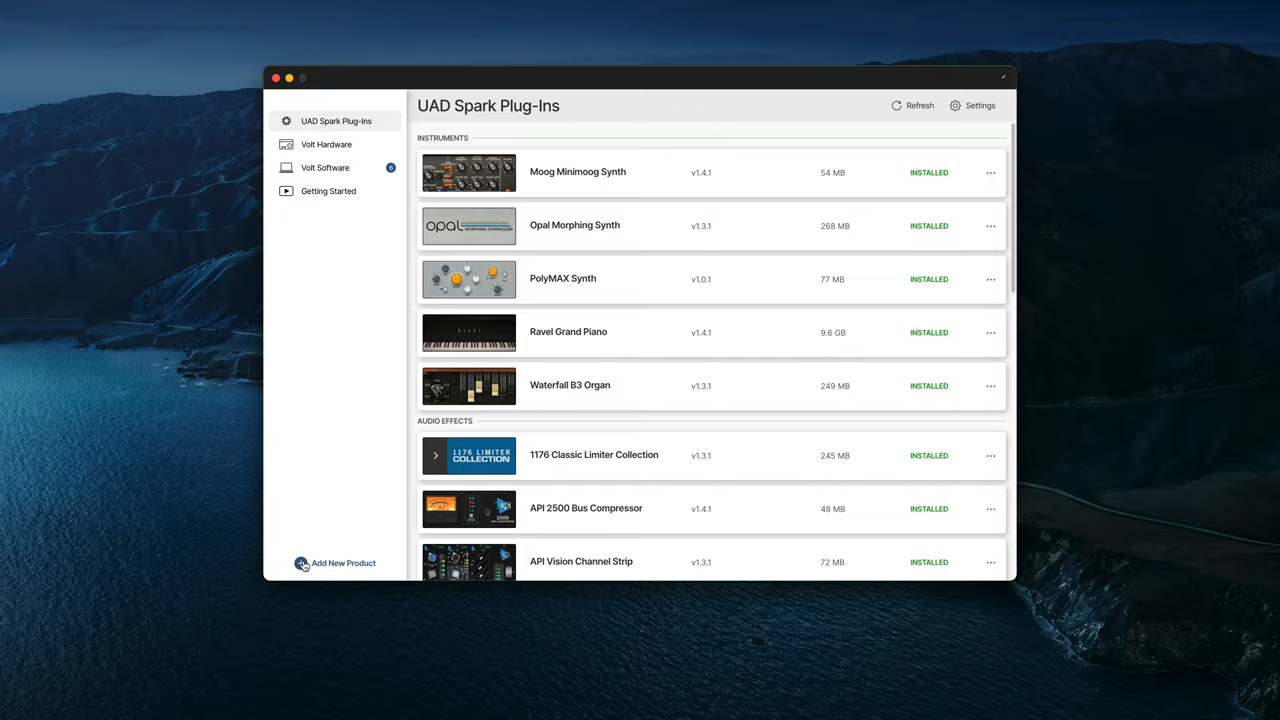 UAD Spark Plug-Ins
Volt Hardware
Volt Software 6
Getting Started
Add New Product
UAD Spark Plug-Ins
Refresh
Settings
INSTRUMENTS
Moog Minimoog Synth v1.4.1 54 MB INSTALLED
opal
MORPHING SYNTHESIZER
Opal Morphing Synth v1.3.1 268 MB INSTALLED
PolyMAX Synth v1.0.1 77 MB INSTALLED
RAVEL
Ravel Grand Piano v1.4.1 9.6 GB INSTALLED
Waterfall B3 Organ v1.3.1 249 MB INSTALLED
AUDIO EFFECTS
1176 LIMITER
COLLECTION
1176 Classic Limiter Collection v1.3.1 245 MB INSTALLED
API
2500
API 2500 Bus Compressor v1.4.1 48 MB INSTALLED
API Vision Channel Strip v1.3.1 72 MB INSTALLED